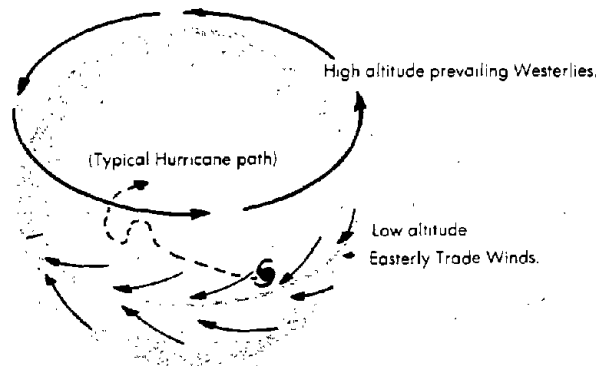 High altitude prevailing Westerlies.
(Typical Hurricane path)
Low altitude
Easterly Trade Winds.